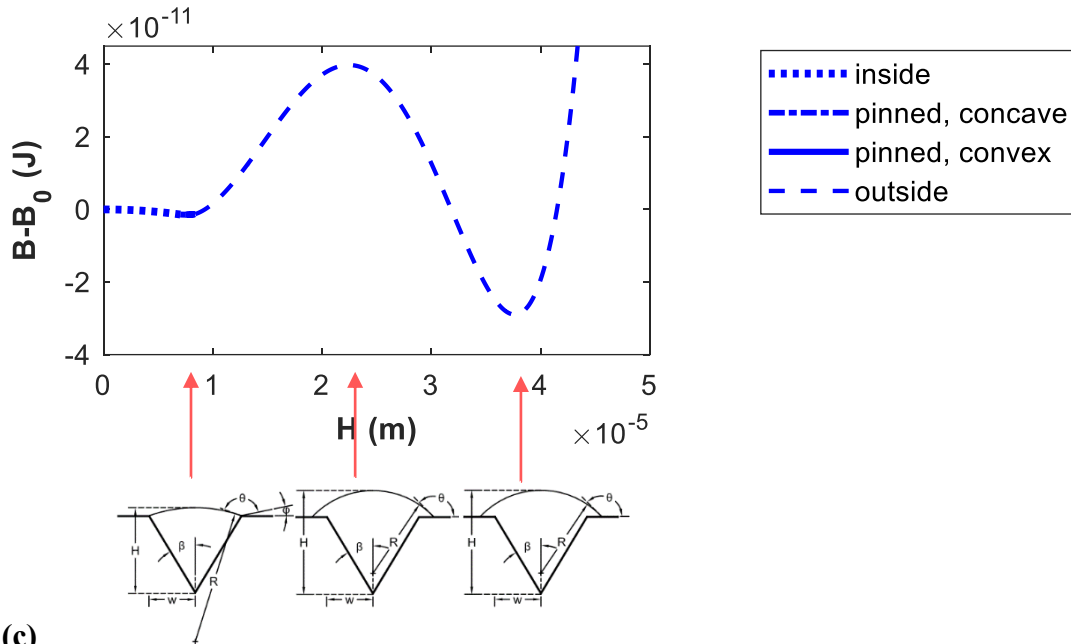 ×10⁻¹¹
4
2
0
-2
-4
B-B₀ (J)
0 1 2 3 4 5
H (m)
×10⁻⁵
inside
pinned, concave
pinned, convex
outside
θ φ H β R w
θ H β R w
θ H β R w
(c)